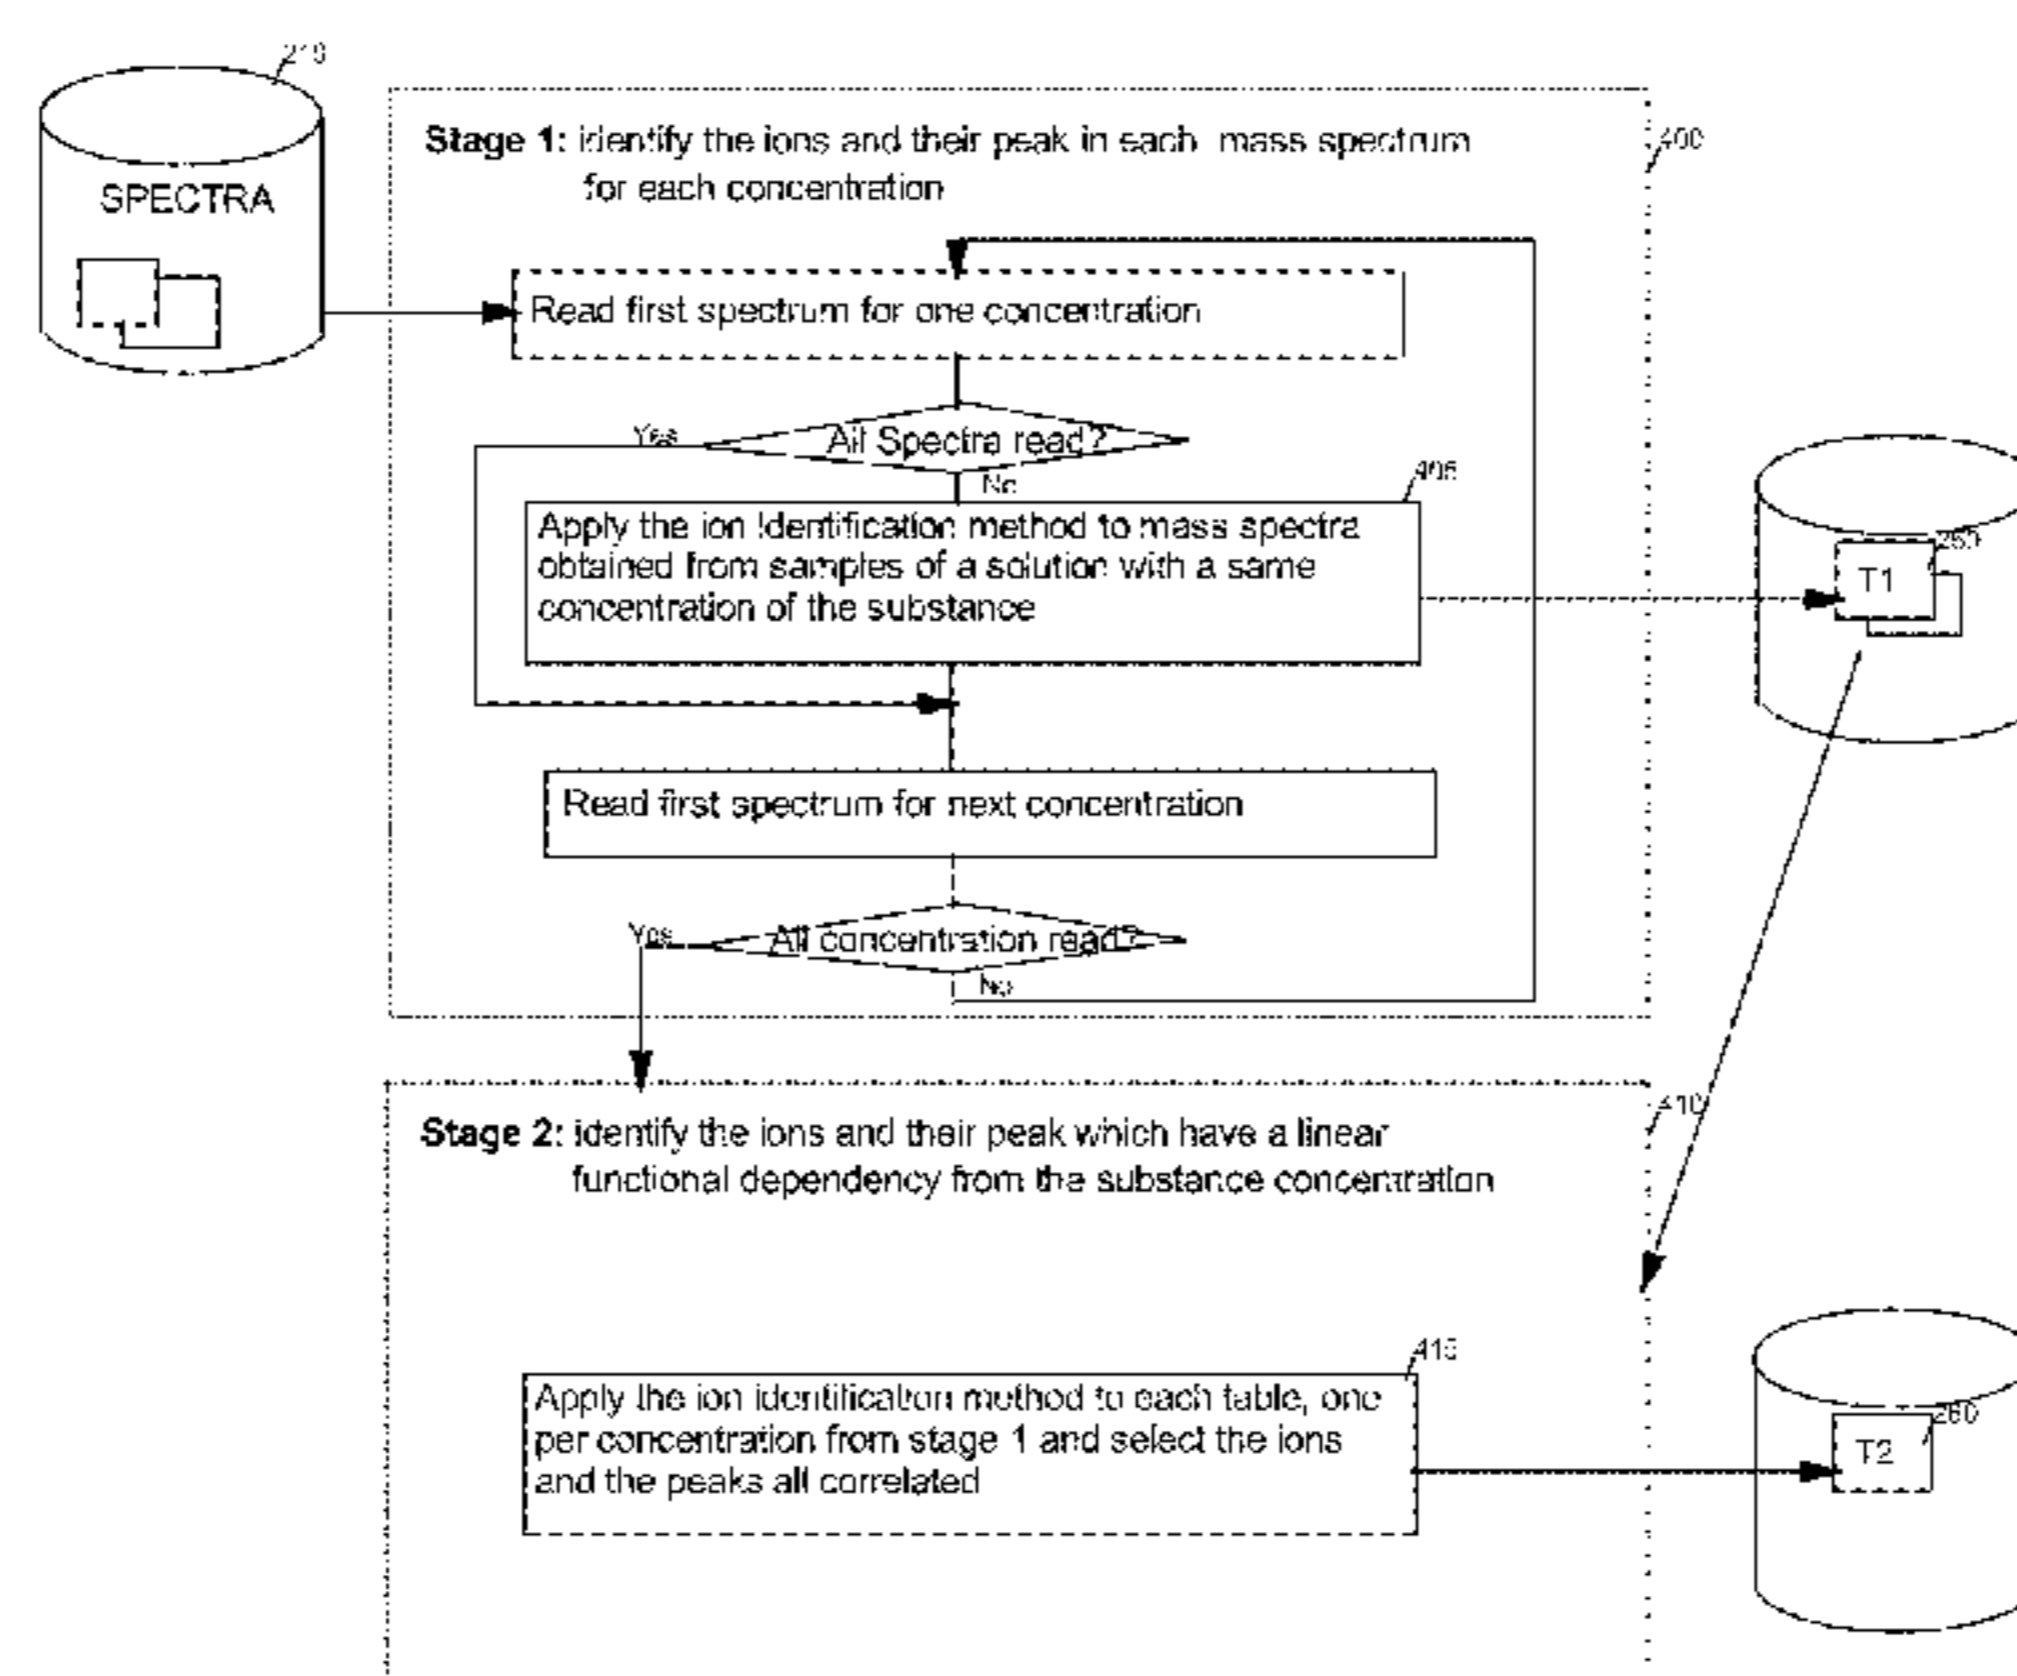 210
SPECTRA
Stage 1: identify the ions and their peak in each mass spectrum
for each concentration
400
Read first spectrum for one concentration
All Spectra read?
Yes
No
405
Apply the ion Identification method to mass spectra
obtained from samples of a solution with a same
concentration of the substance
T1
Read first spectrum for next concentration
All concentration read?
Yes
No
Stage 2: identify the ions and their peak which have a linear
functional dependency from the substance concentration
410
415
Apply the ion identification method to each table, one
per concentration from stage 1 and select the ions
and the peaks all correlated
260
T2